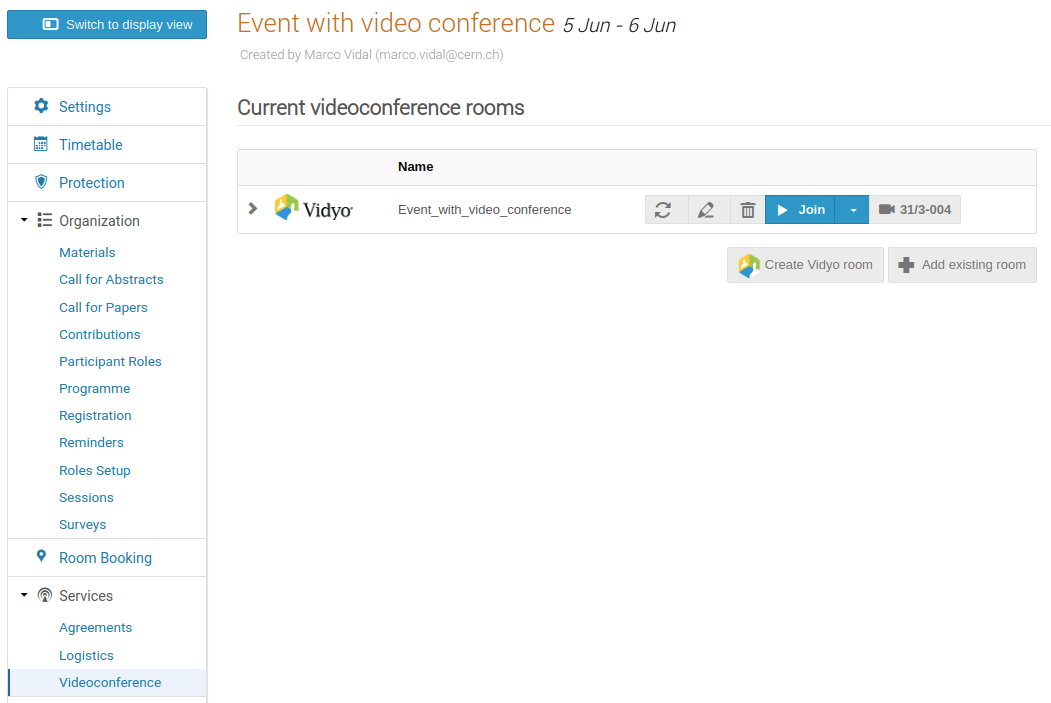 Switch to display view
Event with video conference 5 Jun - 6 Jun
Created by Marco Vidal (marco.vidal@cern.ch)
Settings
Timetable
Protection
Organization
Materials
Call for Abstracts
Call for Papers
Contributions
Participant Roles
Programme
Registration
Reminders
Roles Setup
Sessions
Surveys
Room Booking
Services
Agreements
Logistics
Videoconference
Current videoconference rooms
Name
Vidyo Event_with_video_conference Join 31/3-004
Create Vidyo room Add existing room